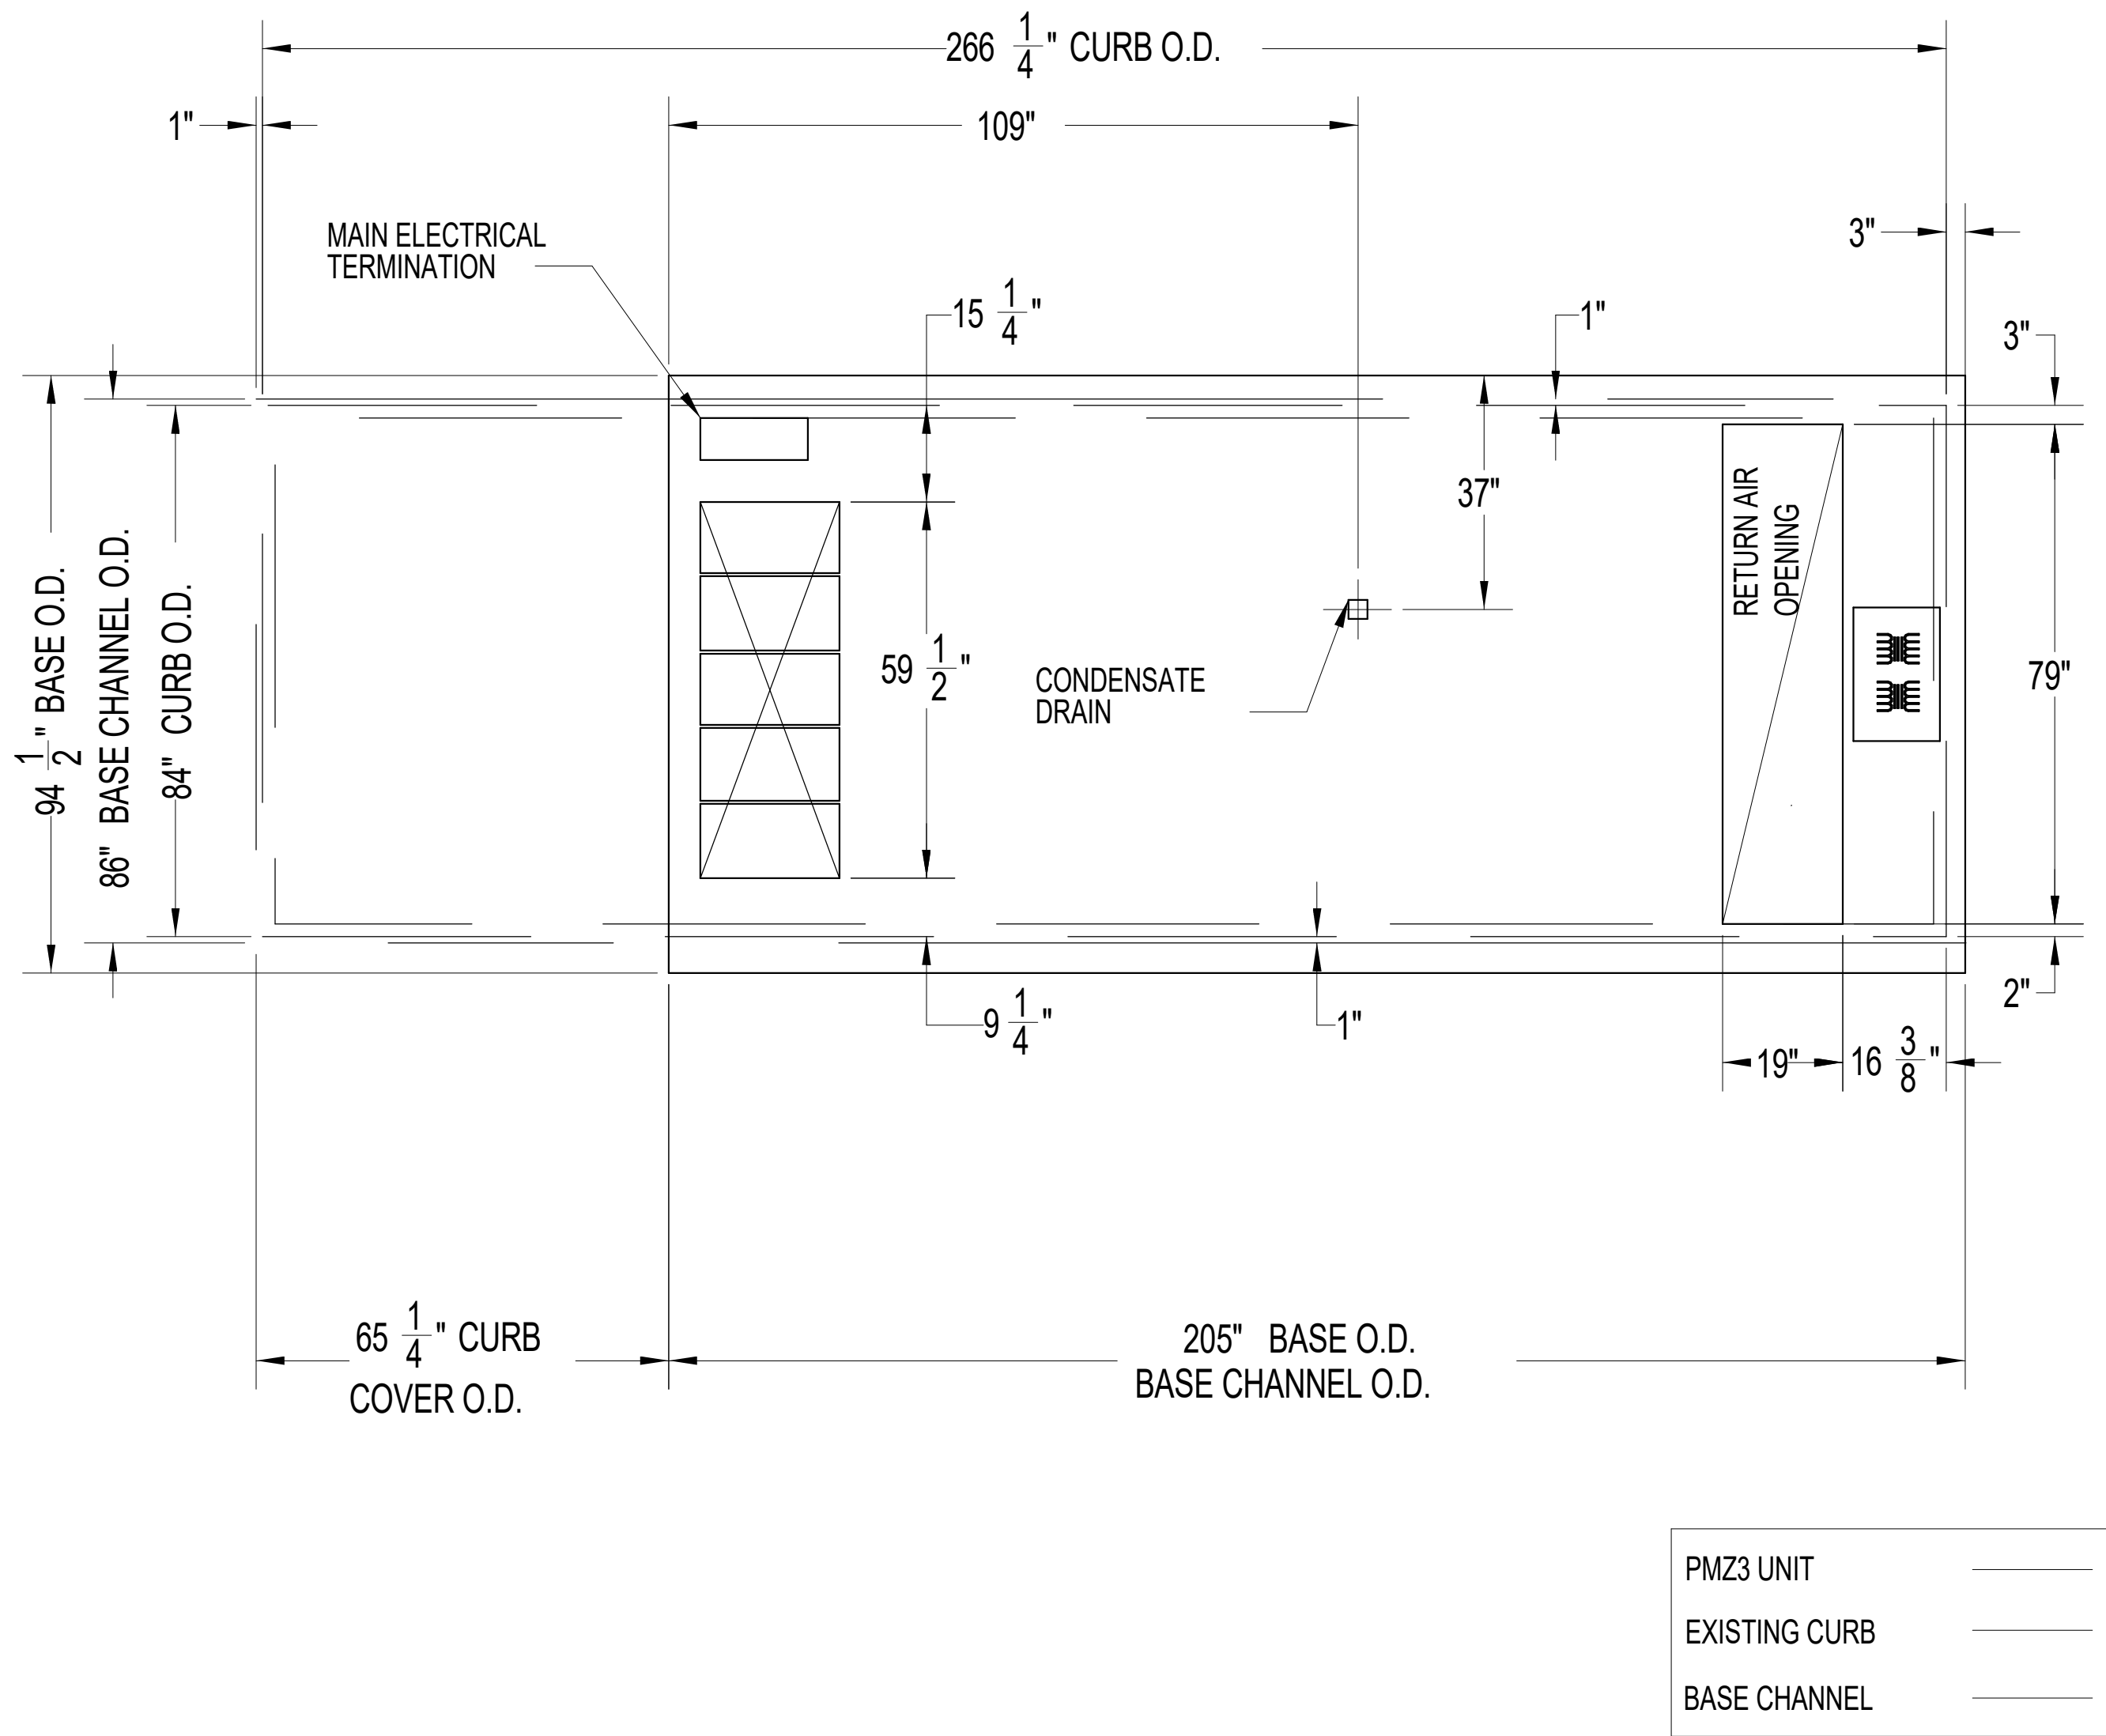 266 1/4" CURB O.D.
1"
109"
3"
MAIN ELECTRICAL
TERMINATION
15 1/4"
1"
3"
94 1/2" BASE O.D.
86" BASE CHANNEL O.D.
84" CURB O.D.
37"
RETURN AIR
OPENING
59 1/2"
CONDENSATE
DRAIN
79"
9 1/4"
1"
2"
19"
16 3/8"
65 1/4" CURB
COVER O.D.
205" BASE O.D.
BASE CHANNEL O.D.
PMZ3 UNIT
EXISTING CURB
BASE CHANNEL